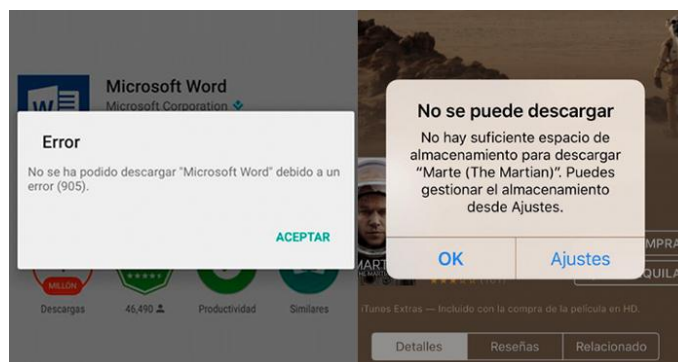 Microsoft Word
Microsoft Corporation
Error
No se ha podido descargar "Microsoft Word" debido a un
error (905).
ACEPTAR
MILLÓN
Descargas
46,490
Productividad
Similares
No se puede descargar
No hay suficiente espacio de
almacenamiento para descargar
“Marte (The Martian)”. Puedes
gestionar el almacenamiento
desde Ajustes.
OK
Ajustes
MPRA
QUILA
MART
iTunes Extras — Incluido con la compra de la película en HD.
Detalles
Reseñas
Relacionado